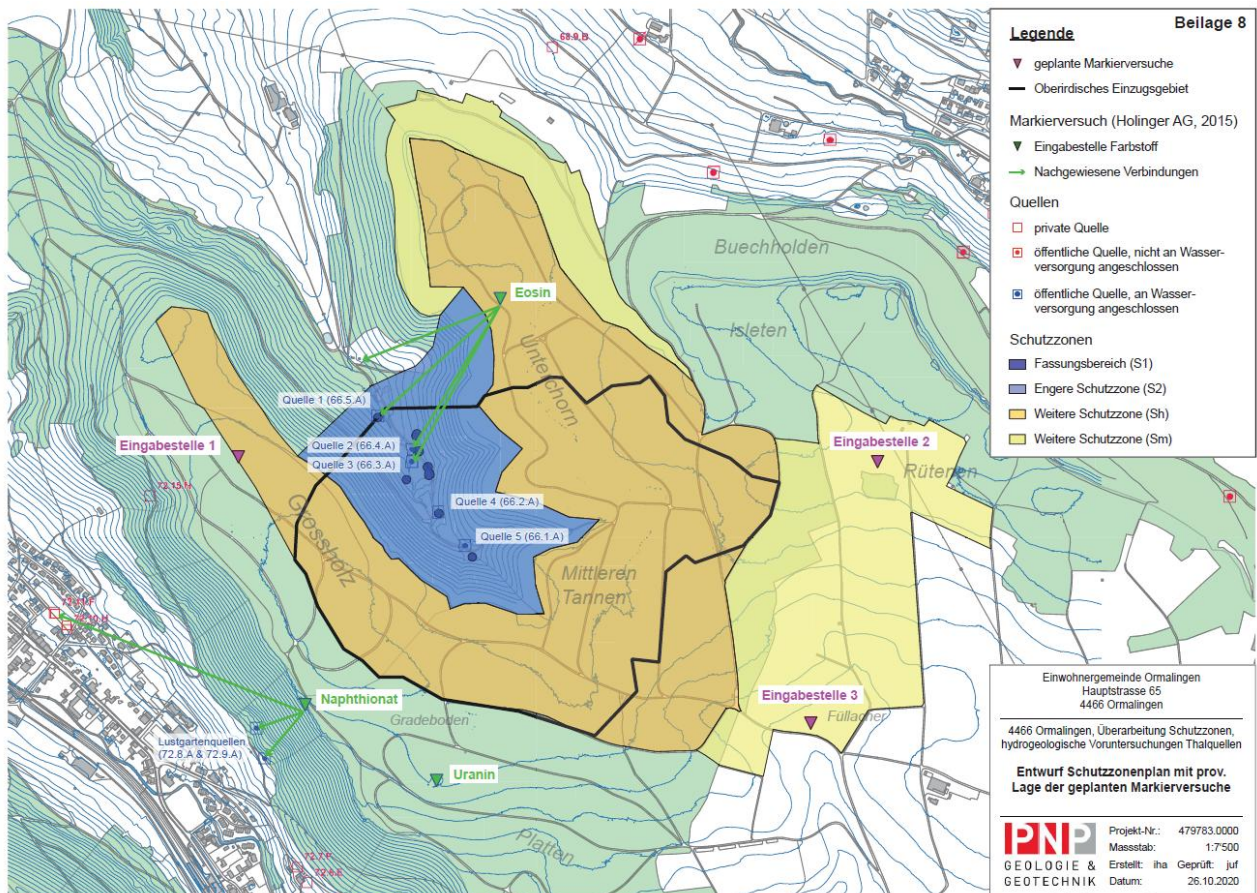 Beilage 8
Legende
geplante Markierversuche
Oberirdisches Einzugsgebiet
Markierversuch (Holinger AG, 2015)
Eingabestelle Farbstoff
Nachgewiesene Verbindungen
Quellen
private Quelle
öffentliche Quelle, nicht an Wasser-
versorgung angeschlossen
öffentliche Quelle, an Wasser-
versorgung angeschlossen
Schutzzonen
Fassungsbereich (S1)
Engere Schutzzone (S2)
Weitere Schutzzone (Sh)
Weitere Schutzzone (Sm)
68.9.B
Buechholden
Isleten
Eosin
Unterhorn
Quelle 1 (66.5.A)
Quelle 2 (66.4.A)
Quelle 3 (66.3.A)
Quelle 4 (66.2.A)
Quelle 5 (66.1.A)
Eingabestelle 1
Eingabestelle 2
Rütenen
Grossholz
Mittleren
Tannen
Eingabestelle 3
Füllacher
Naphthionat
Gradeboden
Lustgartenquellen
(72.8.A & 72.9.A)
Uranin
Platten
Einwohnergemeinde Ormalingen
Hauptstrasse 65
4466 Ormalingen
4466 Ormalingen, Überarbeitung Schutzzonen,
hydrogeologische Voruntersuchungen Thalquellen
Entwurf Schutzzonenplan mit prov.
Lage der geplanten Markierversuche
PNP
GEOLOGIE &
GEOTECHNIK
Projekt-Nr.: 479783.0000
Massstab: 1:7'500
Erstellt: iha Geprüft: juf
Datum: 26.10.2020